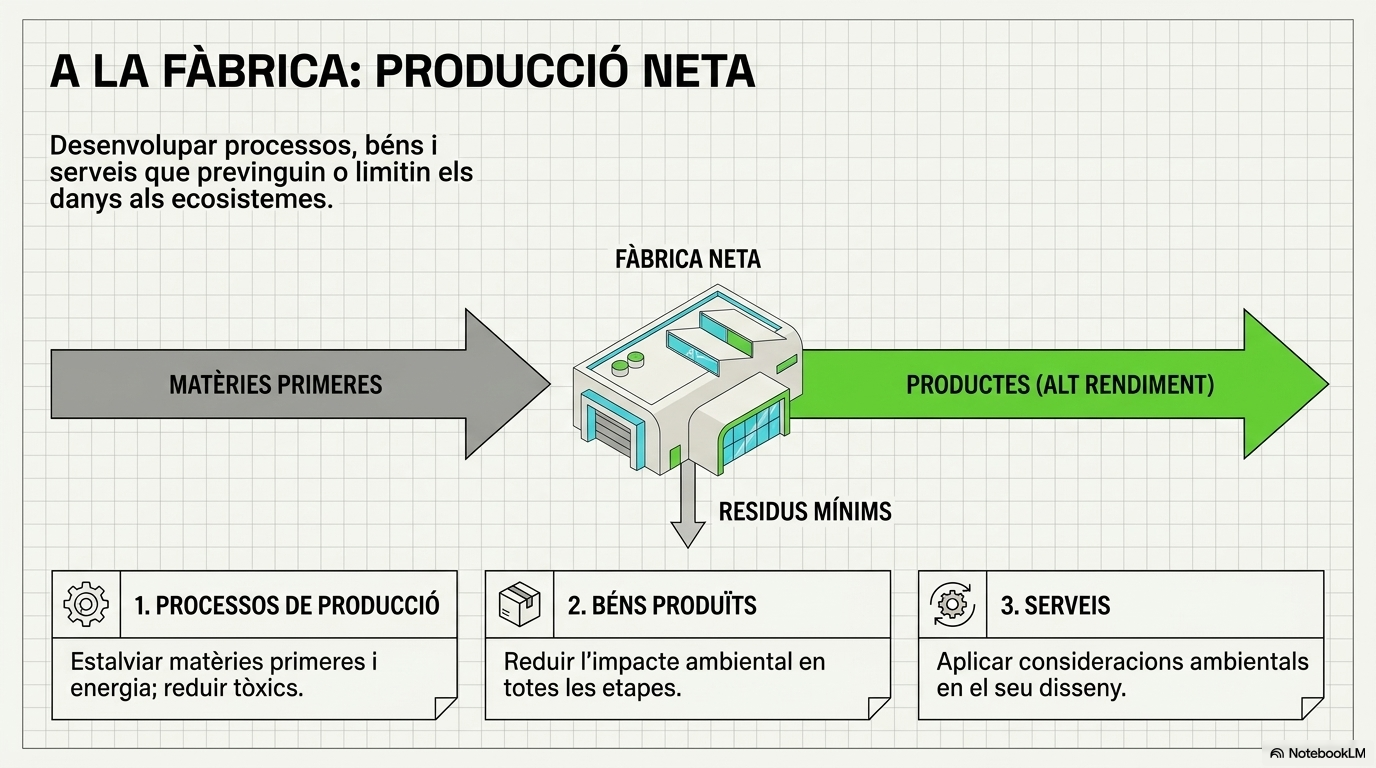 A LA FÀBRICA: PRODUCCIÓ NETA
Desenvolupar processos, béns i
serveis que previnguin o limitin els
danys als ecosistemes.
FÀBRICA NETA
MATÈRIES PRIMERES
PRODUCTES (ALT RENDIMENT)
RESIDUS MÍNIMS
1. PROCESSOS DE PRODUCCIÓ
Estalviar matèries primeres i
energia; reduir tòxics.
2. BÉNS PRODUÏTS
Reduir l'impacte ambiental en
totes les etapes.
3. SERVEIS
Aplicar consideracions ambientals
en el seu disseny.
NotebookLM